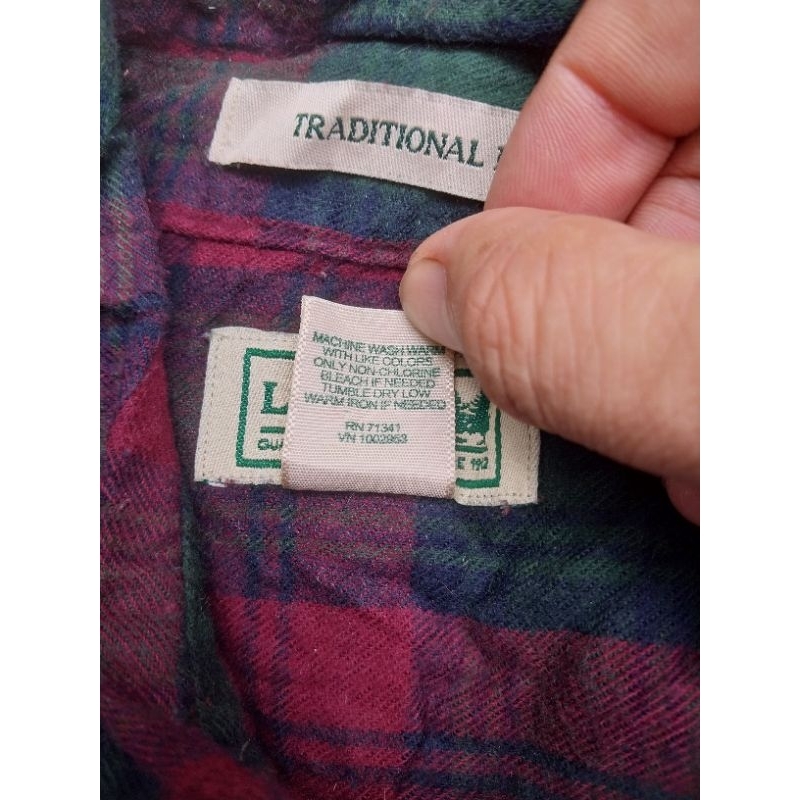 TRADITIONAL
MACHINE WASH WARM
WITH LIKE COLORS
ONLY NON-CHLORINE
BLEACH IF NEEDED
TUMBLE DRY LOW
WARM IRON IF NEEDED
RN 71341
VN 1002953
L